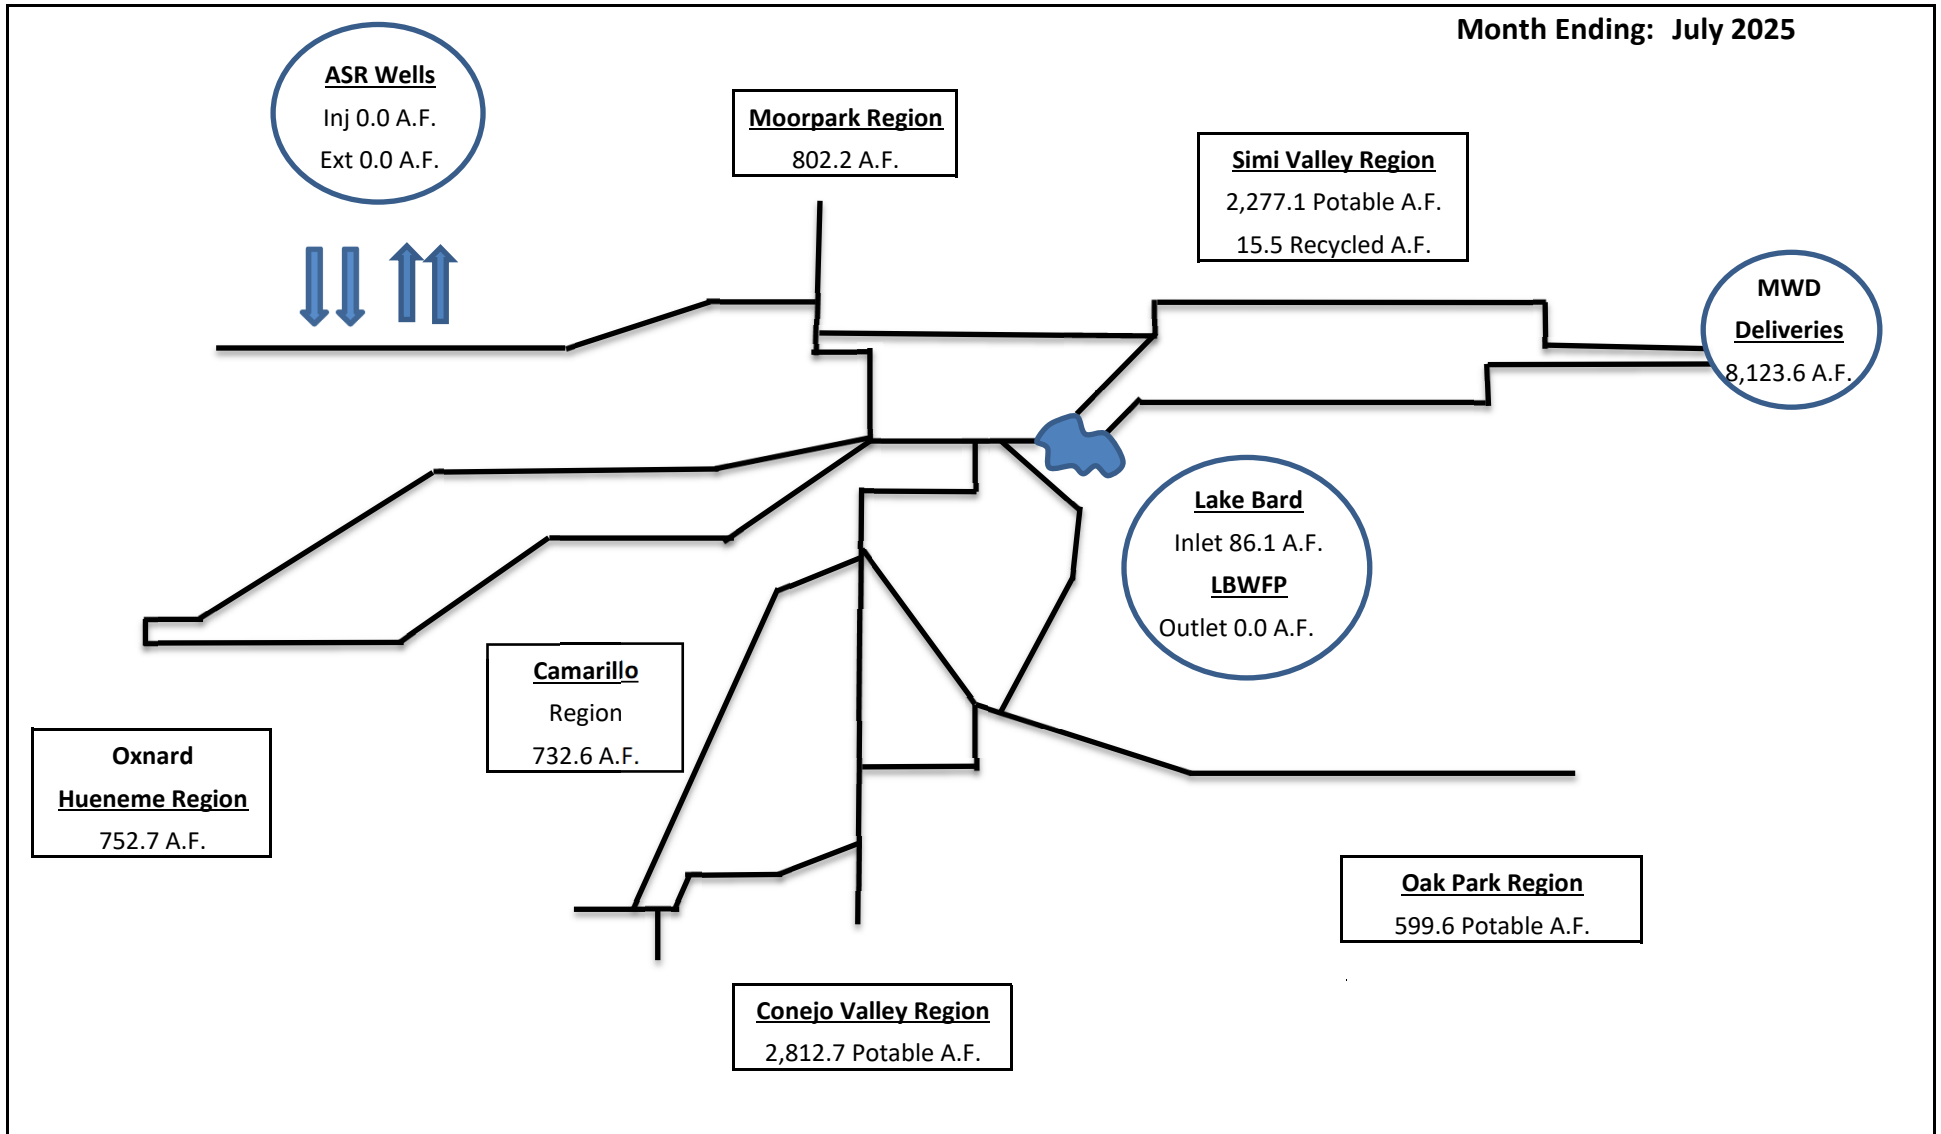 Month Ending: July 2025
ASR Wells
Inj 0.0 A.F.
Ext 0.0 A.F.
Moorpark Region
802.2 A.F.
Simi Valley Region
2,277.1 Potable A.F.
15.5 Recycled A.F.
MWD
Deliveries
8,123.6 A.F.
Lake Bard
Inlet 86.1 A.F.
LBWFP
Outlet 0.0 A.F.
Camarillo
Region
732.6 A.F.
Oxnard
Hueneme Region
752.7 A.F.
Oak Park Region
599.6 Potable A.F.
Conejo Valley Region
2,812.7 Potable A.F.